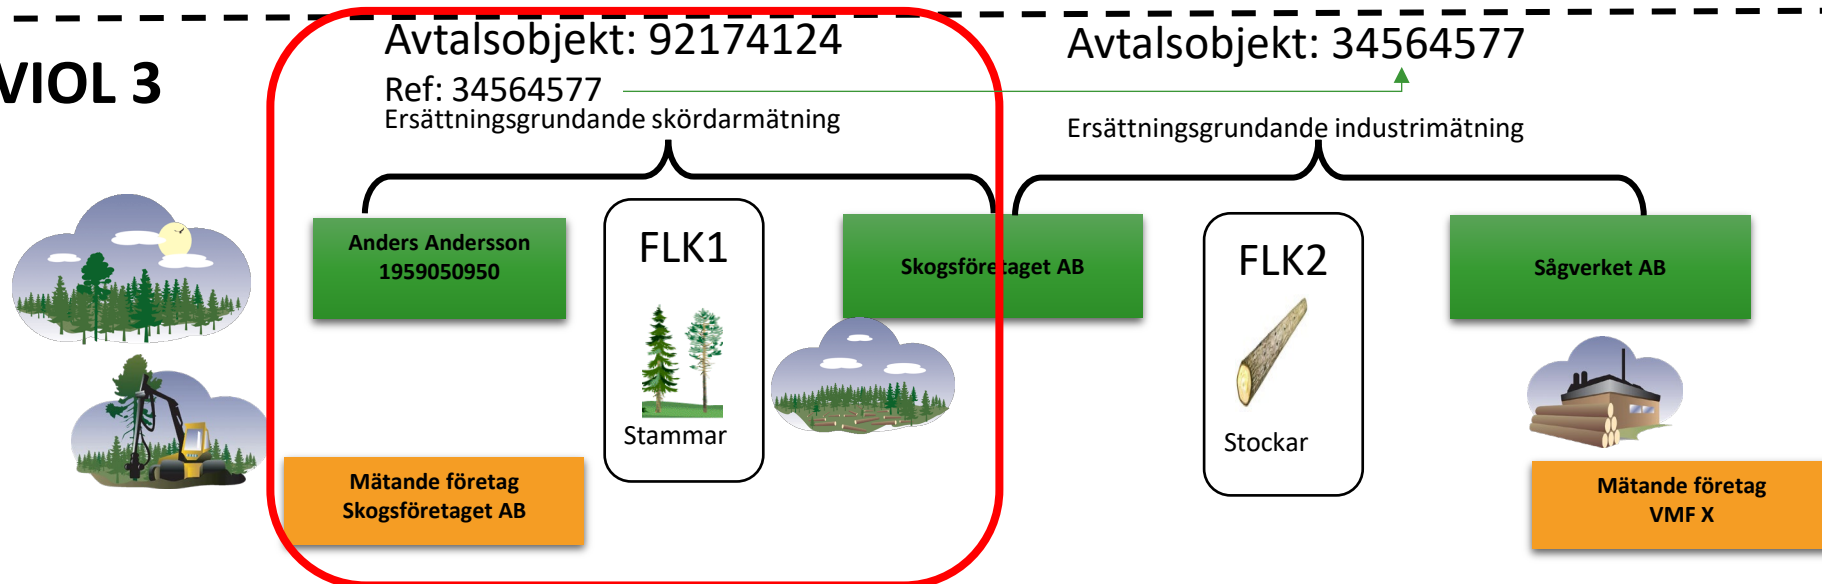 VIOL 3
Avtalsobjekt: 92174124
Ref: 34564577
Ersättningsgrundande skördarmätning
Avtalsobjekt: 34564577
Ersättningsgrundande industrimätning
Anders Andersson
1959050950
FLK1
Stammar
Skogsföretaget AB
FLK2
Stockar
Sågverket AB
Mätande företag
Skogsföretaget AB
Mätande företag
VMF X